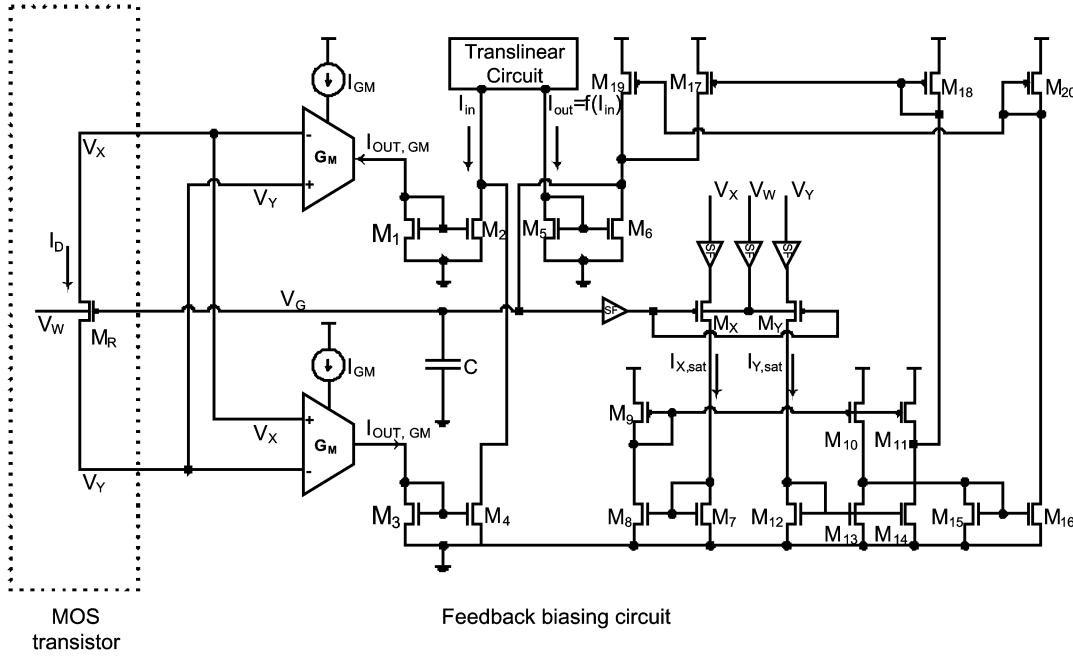 Translinear
Circuit
I_GM
I_in
I_out=f(I_in)
M_19
M_17
M_18
M_20
V_X
-
G_M
+
I_OUT, GM
V_Y
I_D
M_1
M_2
M_5
M_6
V_X
V_W
V_Y
SF
SF
SF
V_W
M_R
V_G
SF
M_X
M_Y
I_GM
C
I_X,sat
I_Y,sat
+
G_M
-
V_X
I_OUT, GM
V_Y
M_9
M_10
M_11
M_3
M_4
M_8
M_7
M_12
M_13
M_14
M_15
M_16
MOS
transistor
Feedback biasing circuit